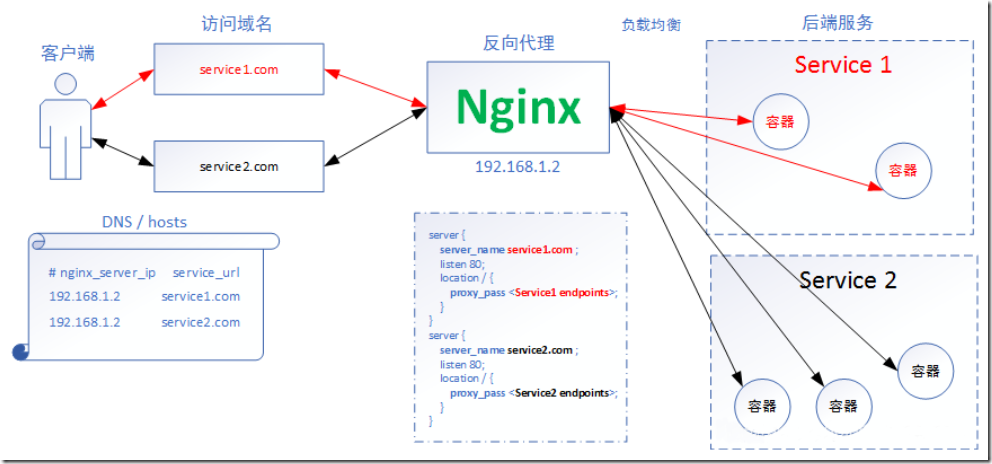 访问域名
负载均衡
后端服务
客户端
反向代理
service1.com
Service 1
Nginx
容器
service2.com
192.168.1.2
容器
DNS / hosts
# nginx_server_ip service_url
192.168.1.2 service1.com
192.168.1.2 service2.com
server {
server_name service1.com ;
listen 80;
location / {
proxy_pass <Service1 endpoints>;
}
}
server {
server_name service2.com ;
listen 80;
location / {
proxy_pass <Service2 endpoints>;
}
}
Service 2
容器
容器
容器